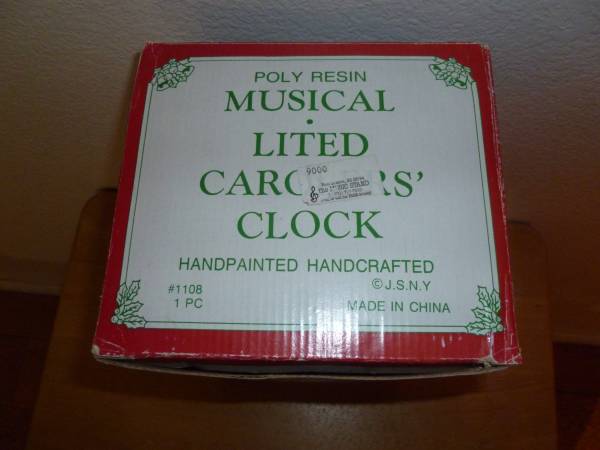 POLY RESIN
MUSICAL
•
LITED
9000
CAROLERS'
CLOCK
HANDPAINTED HANDCRAFTED
#1108
©J.S.N.Y
1 PC
MADE IN CHINA